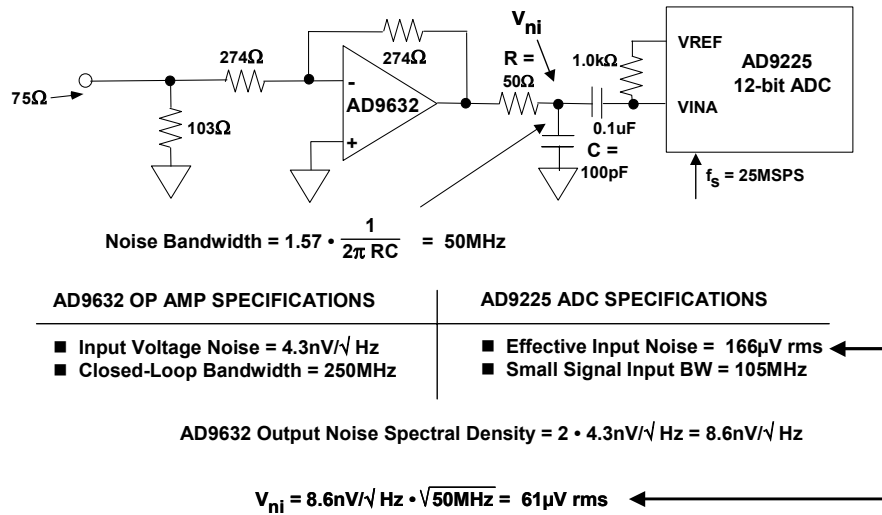 V_ni
VREF
AD9225
12-bit ADC
VINA
1.0kΩ
274Ω
274Ω
R =
50Ω
75Ω
-
AD9632
+
103Ω
0.1uF
C =
100pF
f_s = 25MSPS
Noise Bandwidth = 1.57 • 1 / 2π RC = 50MHz
AD9632 OP AMP SPECIFICATIONS
■ Input Voltage Noise = 4.3nV/√Hz
■ Closed-Loop Bandwidth = 250MHz
AD9225 ADC SPECIFICATIONS
■ Effective Input Noise = 166µV rms
■ Small Signal Input BW = 105MHz
AD9632 Output Noise Spectral Density = 2 • 4.3nV/√Hz = 8.6nV/√Hz
V_ni = 8.6nV/√Hz • √50MHz = 61µV rms